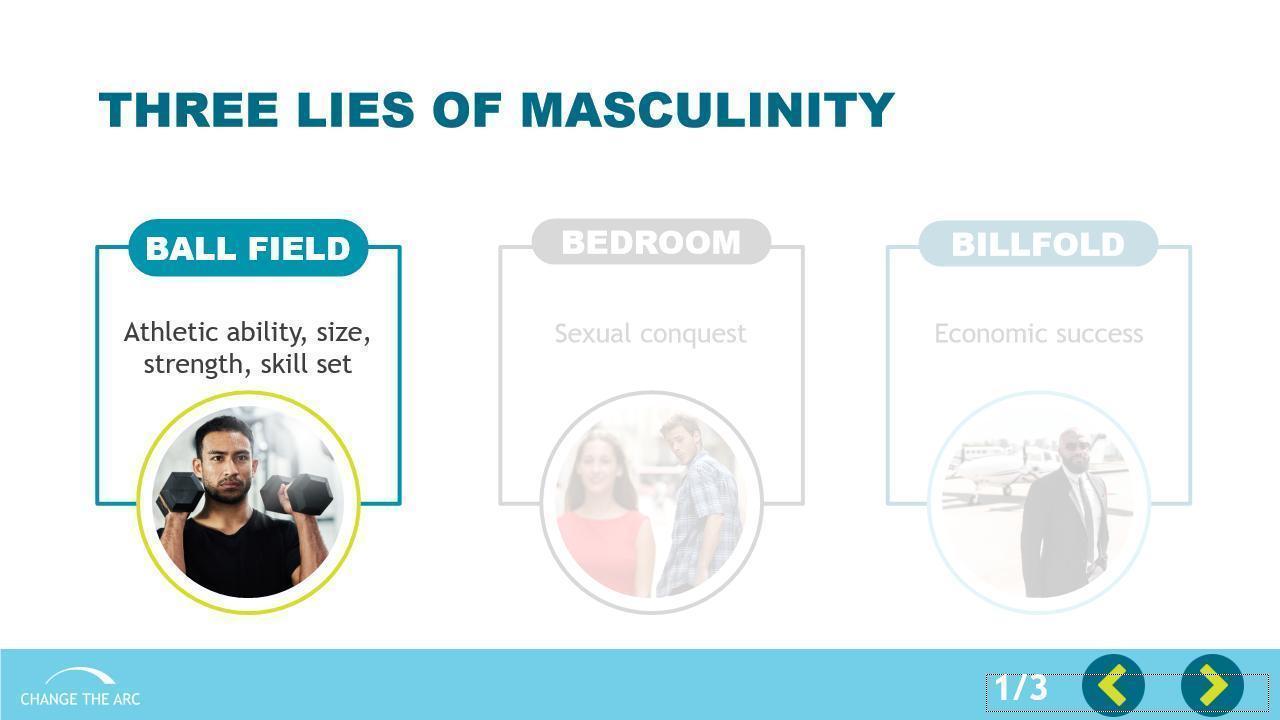 THREE LIES OF MASCULINITY
BALL FIELD
Athletic ability, size,
strength, skill set
BEDROOM
Sexual conquest
BILLFOLD
Economic success
CHANGE THE ARC
1/3